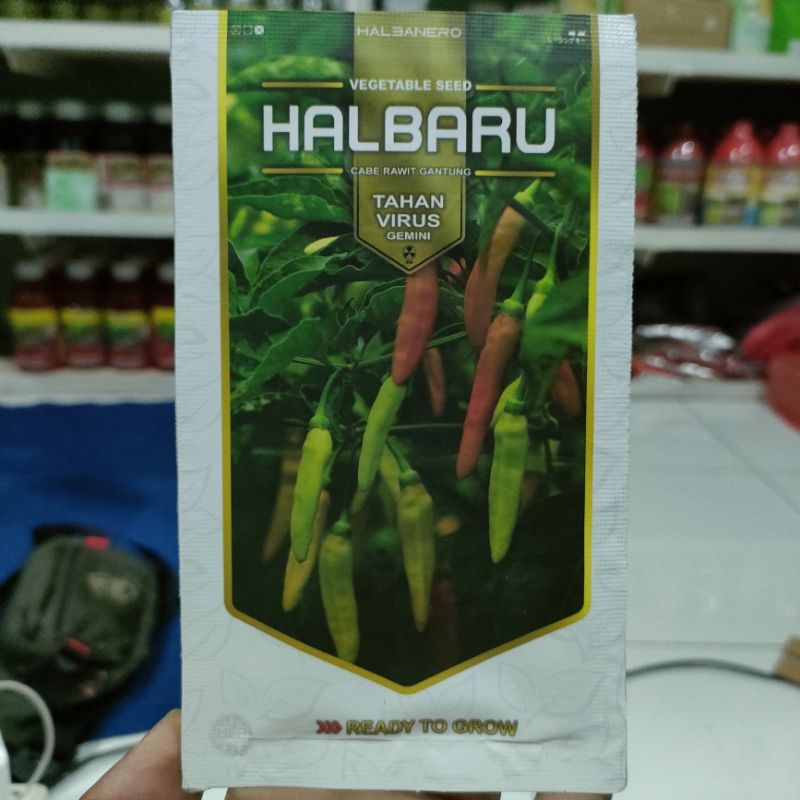 HALBANERO
VEGETABLE SEED
HALBARU
CABE RAWIT GANTUNG
TAHAN
VIRUS
GEMINI
READY TO GROW